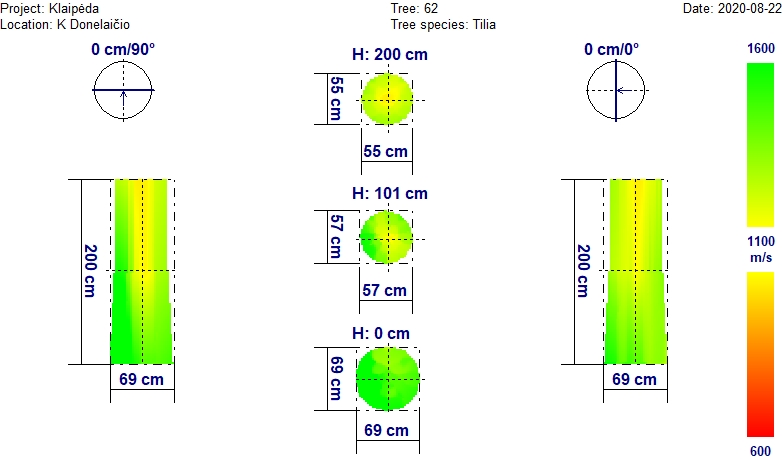 Project: Klaipėda
Tree: 62
Date: 2020-08-22
Location: K Donelaičio
Tree species: Tilia
0 cm/90°
H: 200 cm
0 cm/0°
1600
55 cm
55 cm
H: 101 cm
57 cm
57 cm
1100
m/s
200 cm
200 cm
H: 0 cm
69 cm
69 cm
69 cm
69 cm
600